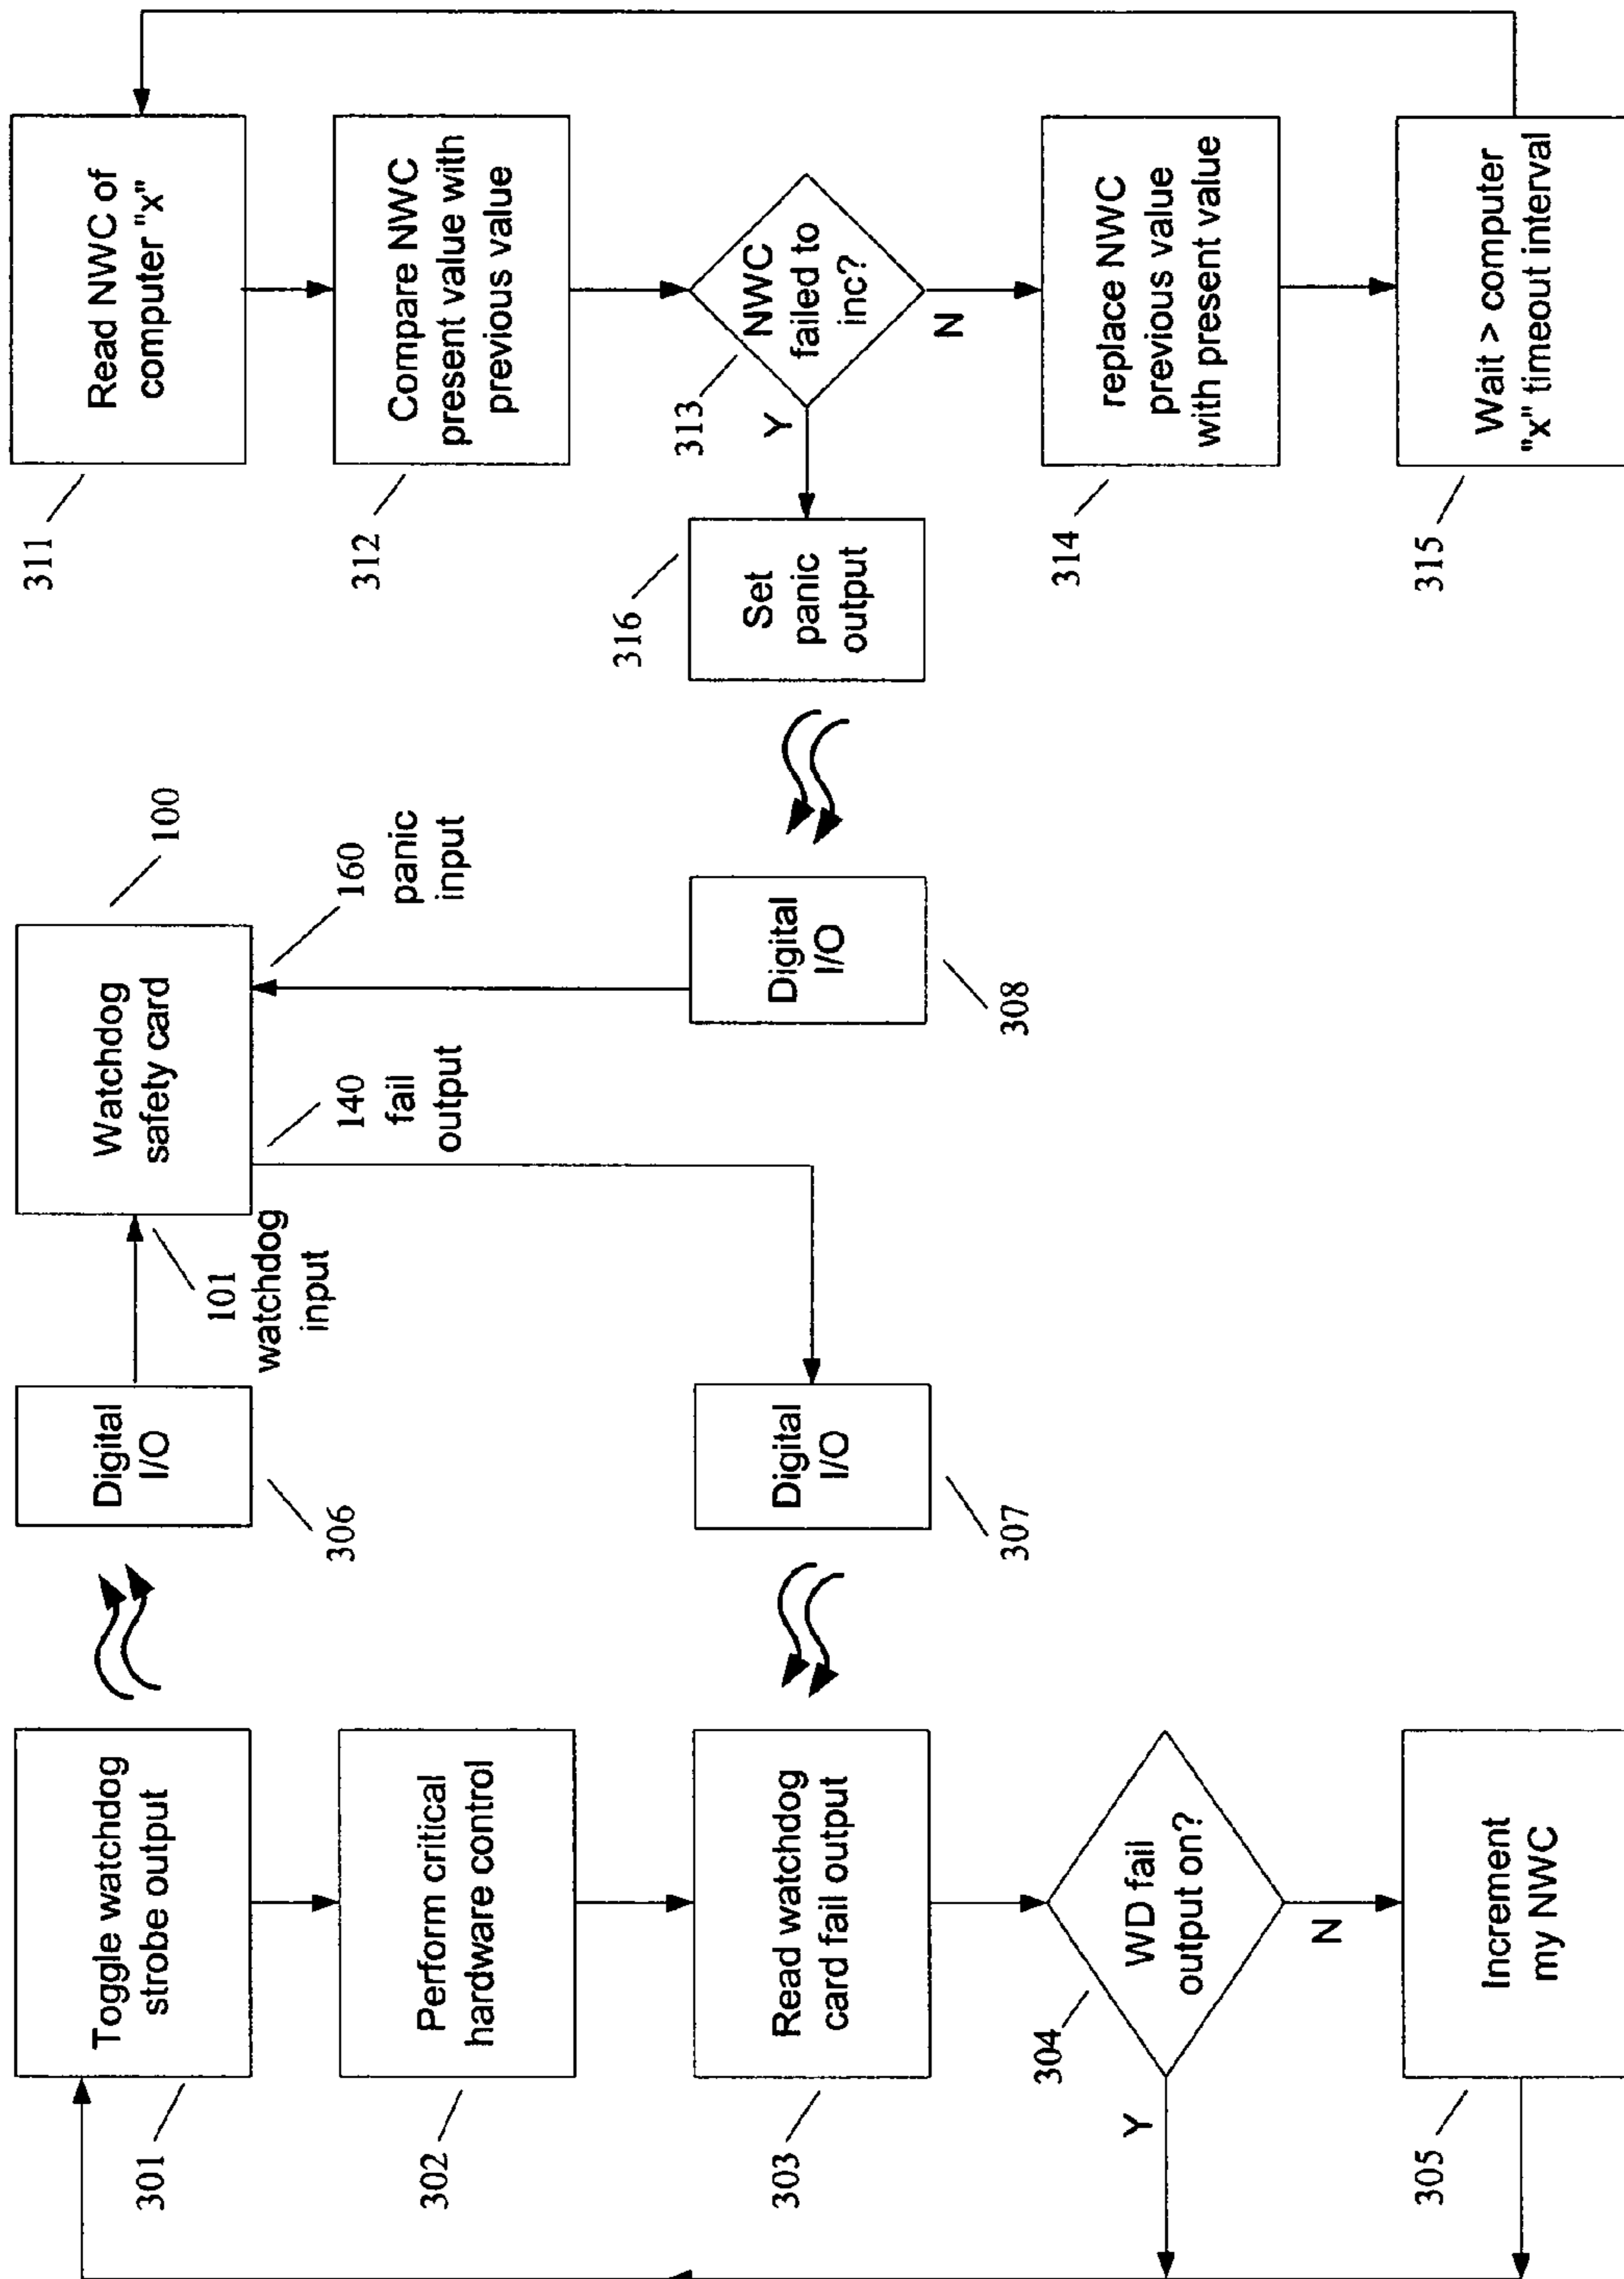 Toggle watchdog
strobe output
301
Perform critical
hardware control
302
Read watchdog
card fail output
303
WD fail
output on?
304
Y
N
Increment
my NWC
305
Digital
I/O
306
101
watchdog
input
Watchdog
safety card
100
140
fail
output
160
panic
input
Digital
I/O
307
Digital
I/O
308
Read NWC of
computer "x"
311
Compare NWC
present value with
previous value
312
NWC
failed to
inc?
313
Y
N
Set
panic
output
316
replace NWC
previous value
with present value
314
Wait > computer
"x" timeout interval
315